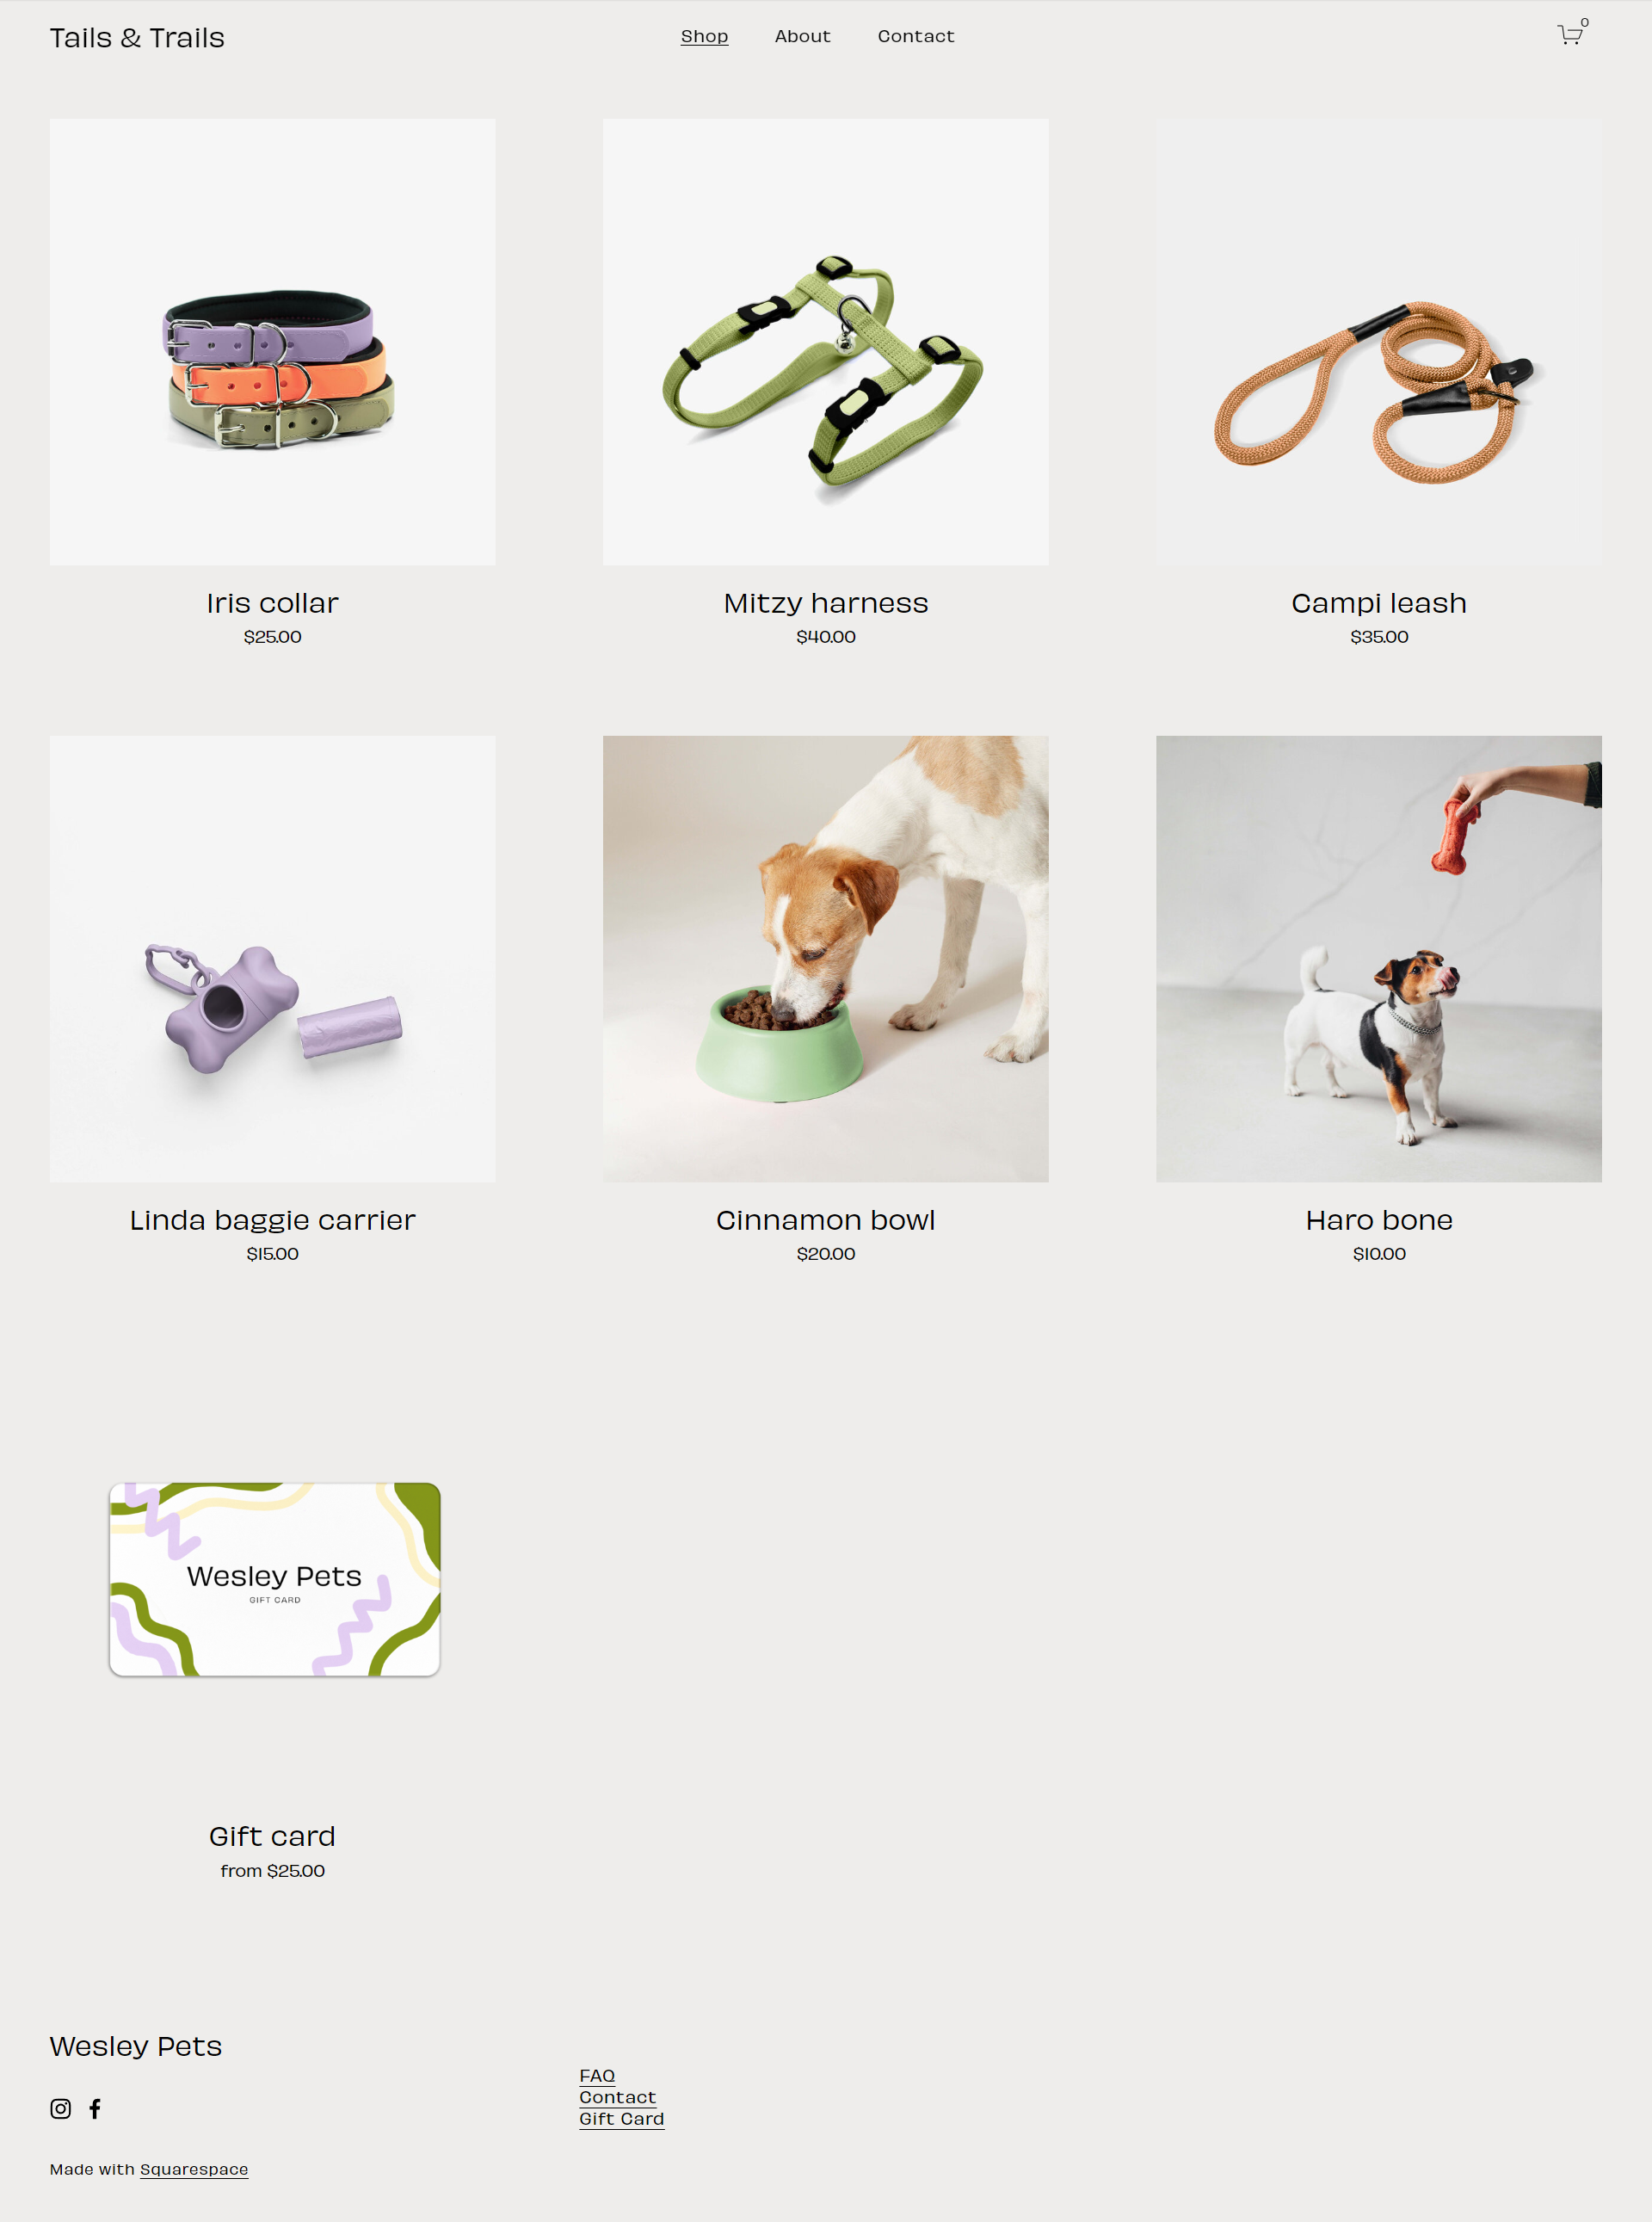 Tails & Trails
Shop
About
Contact
0
Iris collar
$25.00
Mitzy harness
$40.00
Campi leash
$35.00
Linda baggie carrier
$15.00
Cinnamon bowl
$20.00
Haro bone
$10.00
Wesley Pets
GIFT CARD
Gift card
from $25.00
Wesley Pets
FAQ
Contact
Gift Card
Made with Squarespace